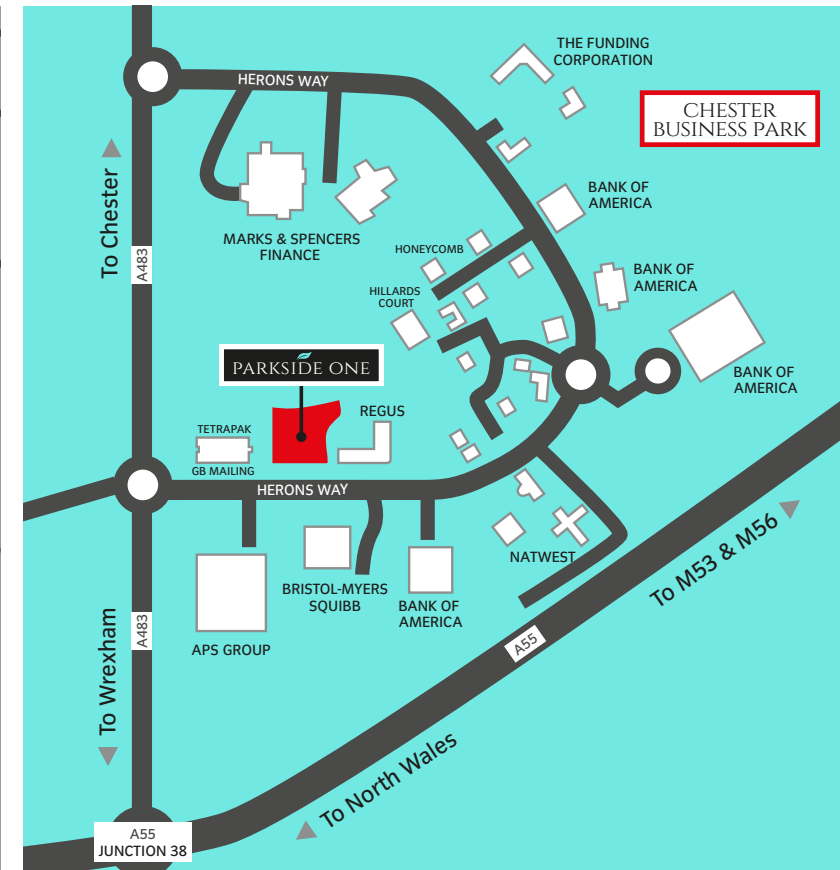 THE FUNDING
CORPORATION
HERONS WAY
CHESTER
BUSINESS PARK
To Chester
A483
BANK OF
AMERICA
MARKS & SPENCERS
FINANCE
HONEYCOMB
BANK OF
AMERICA
HILLARDS
COURT
PARKSIDE ONE
BANK OF
AMERICA
REGUS
TETRAPAK
GB MAILING
HERONS WAY
NATWEST
BRISTOL-MYERS
SQUIBB
BANK OF
AMERICA
APS GROUP
To Wrexham
A483
To M53 & M56
A55
To North Wales
A55
JUNCTION 38